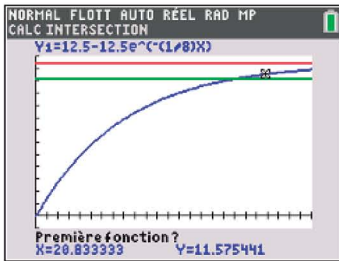 NORMAL FLOTT AUTO RÉEL RAD MP
CALC INTERSECTION
Y1=12.5-12.5e^(-(1/8)X)
Première fonction?
X=20.833333 Y=11.575441